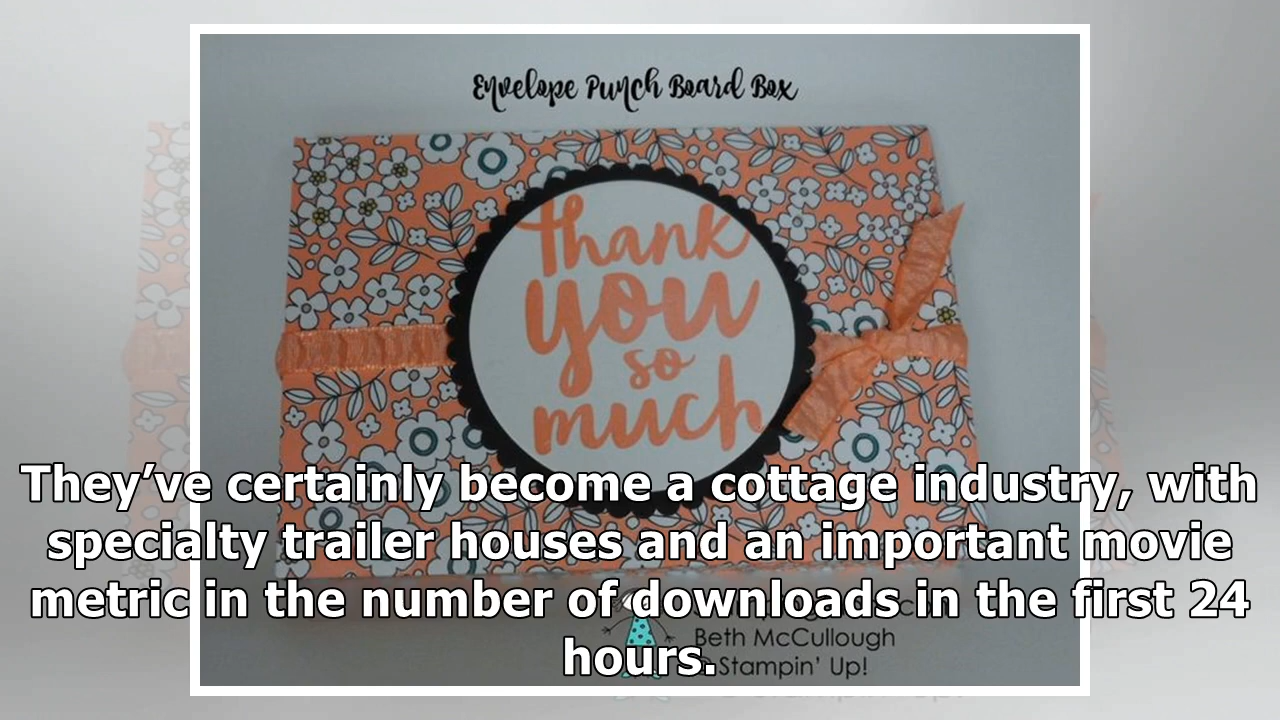 Envelope Punch Board Box
thank
you
so
much
They’ve certainly become a cottage industry, with
specialty trailer houses and an important movie
metric in the number of downloads in the first 24
hours.
Beth McCullough
Stampin’ Up!